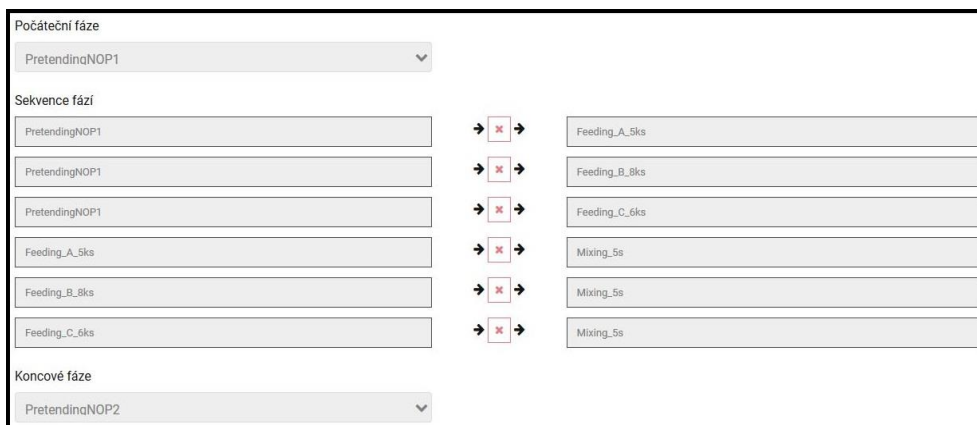 Počáteční fáze
PretendingNOP1
Sekvence fází
PretendingNOP1 Feeding_A_5ks
PretendingNOP1 Feeding_B_8ks
PretendingNOP1 Feeding_C_6ks
Feeding_A_5ks Mixing_5s
Feeding_B_8ks Mixing_5s
Feeding_C_6ks Mixing_5s
Koncové fáze
PretendingNOP2